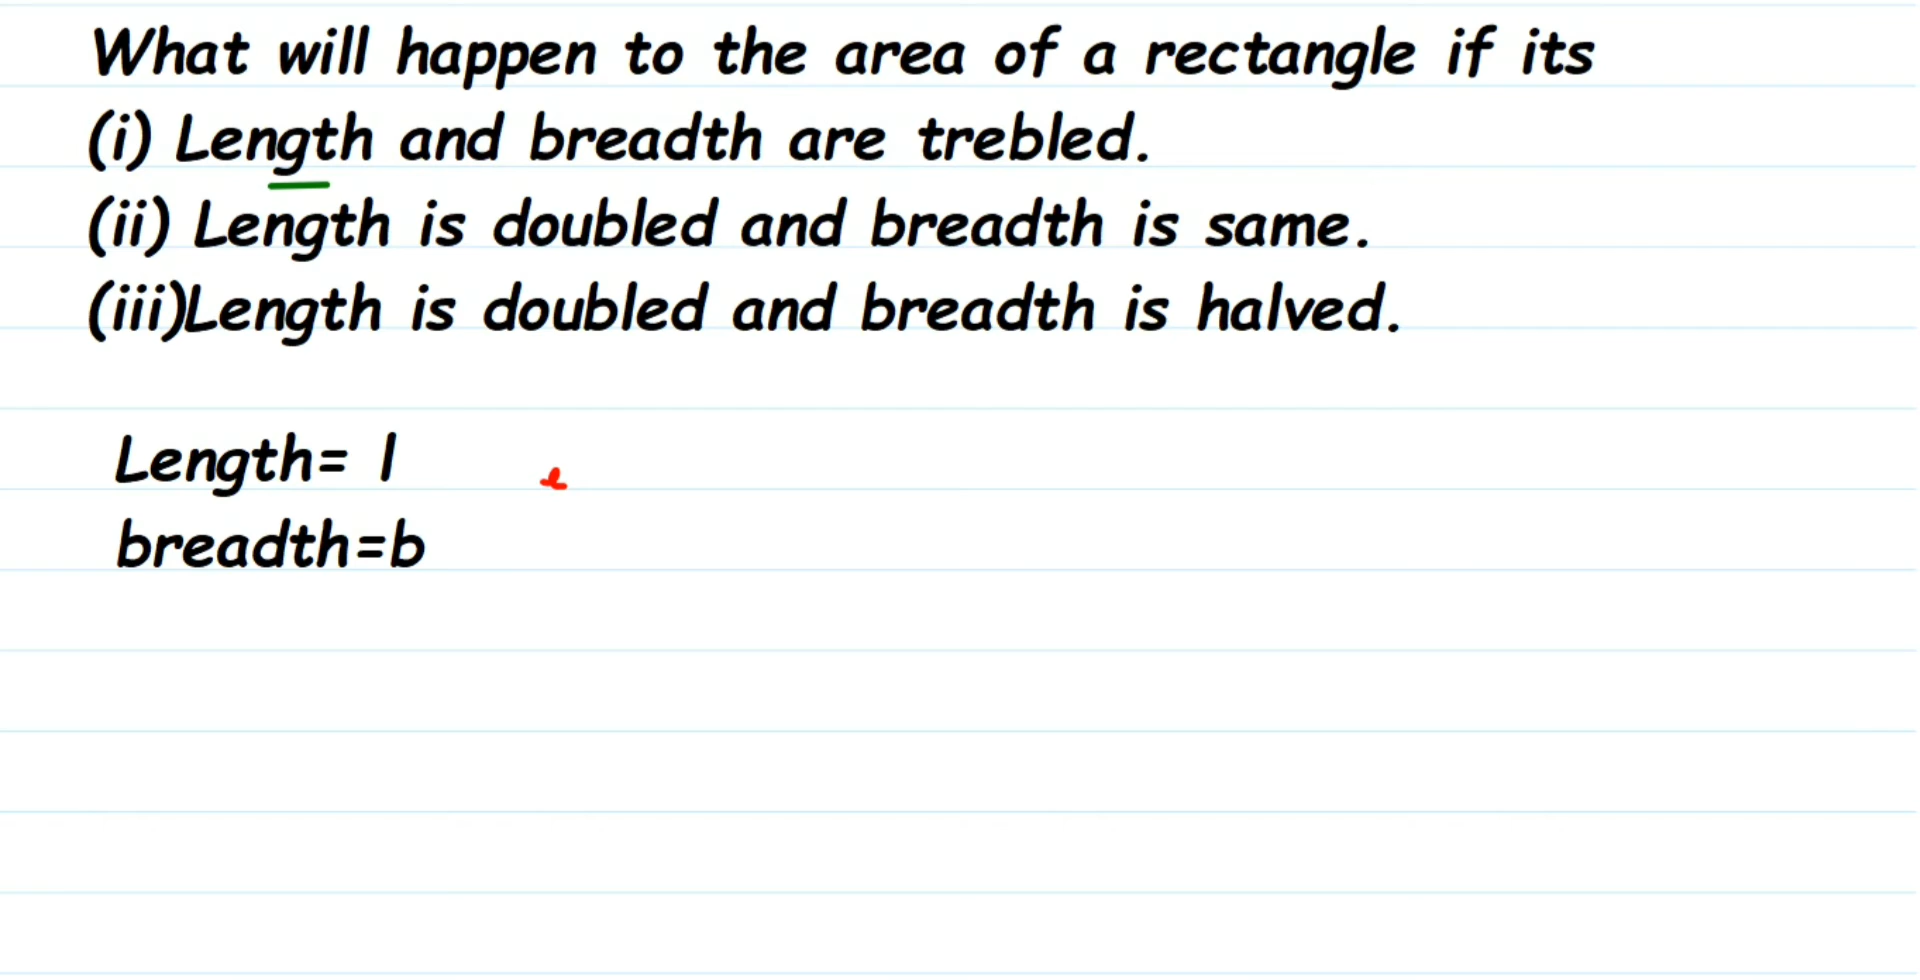 What will happen to the area of a rectangle if its
(i) Length and breadth are trebled.
(ii) Length is doubled and breadth is same.
(iii)Length is doubled and breadth is halved.
Length= l
breadth=b